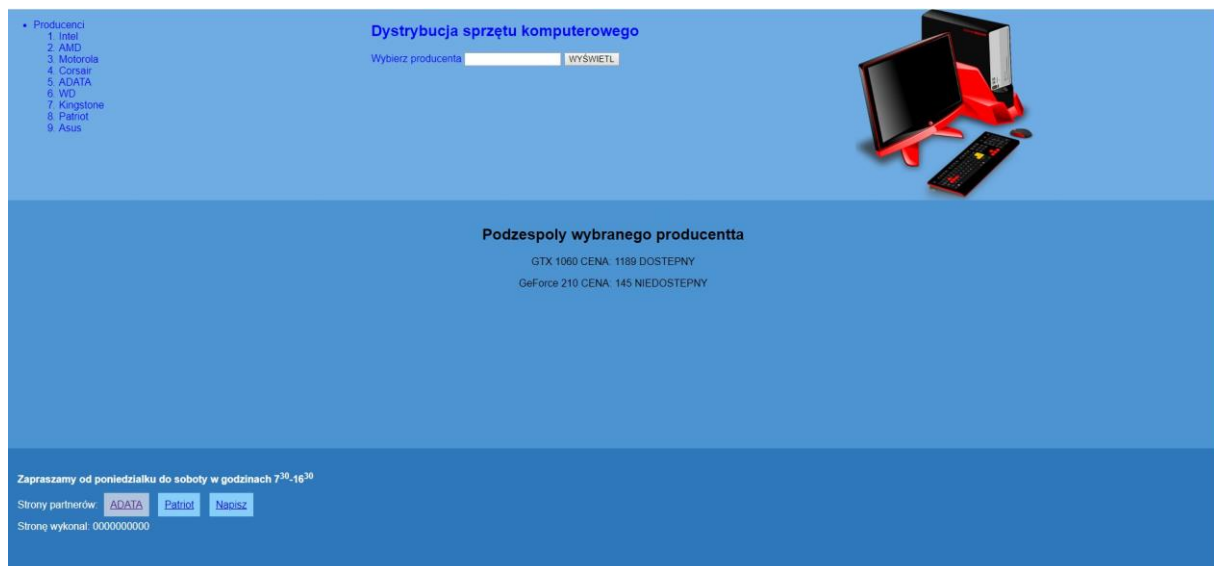 Producenci
1. Intel
2. AMD
3. Motorola
4. Corsair
5. ADATA
6. WD
7. Kingstone
8. Patriot
9. Asus
Dystrybucja sprzętu komputerowego
Wybierz producenta WYŚWIETL
Podzespoly wybranego producentta
GTX 1060 CENA: 1189 DOSTEPNY
GeForce 210 CENA: 145 NIEDOSTEPNY
Zapraszamy od poniedzialku do soboty w godzinach 7³⁰-16³⁰
Strony partnerów: ADATA Patriot Napisz
Stronę wykonal: 0000000000